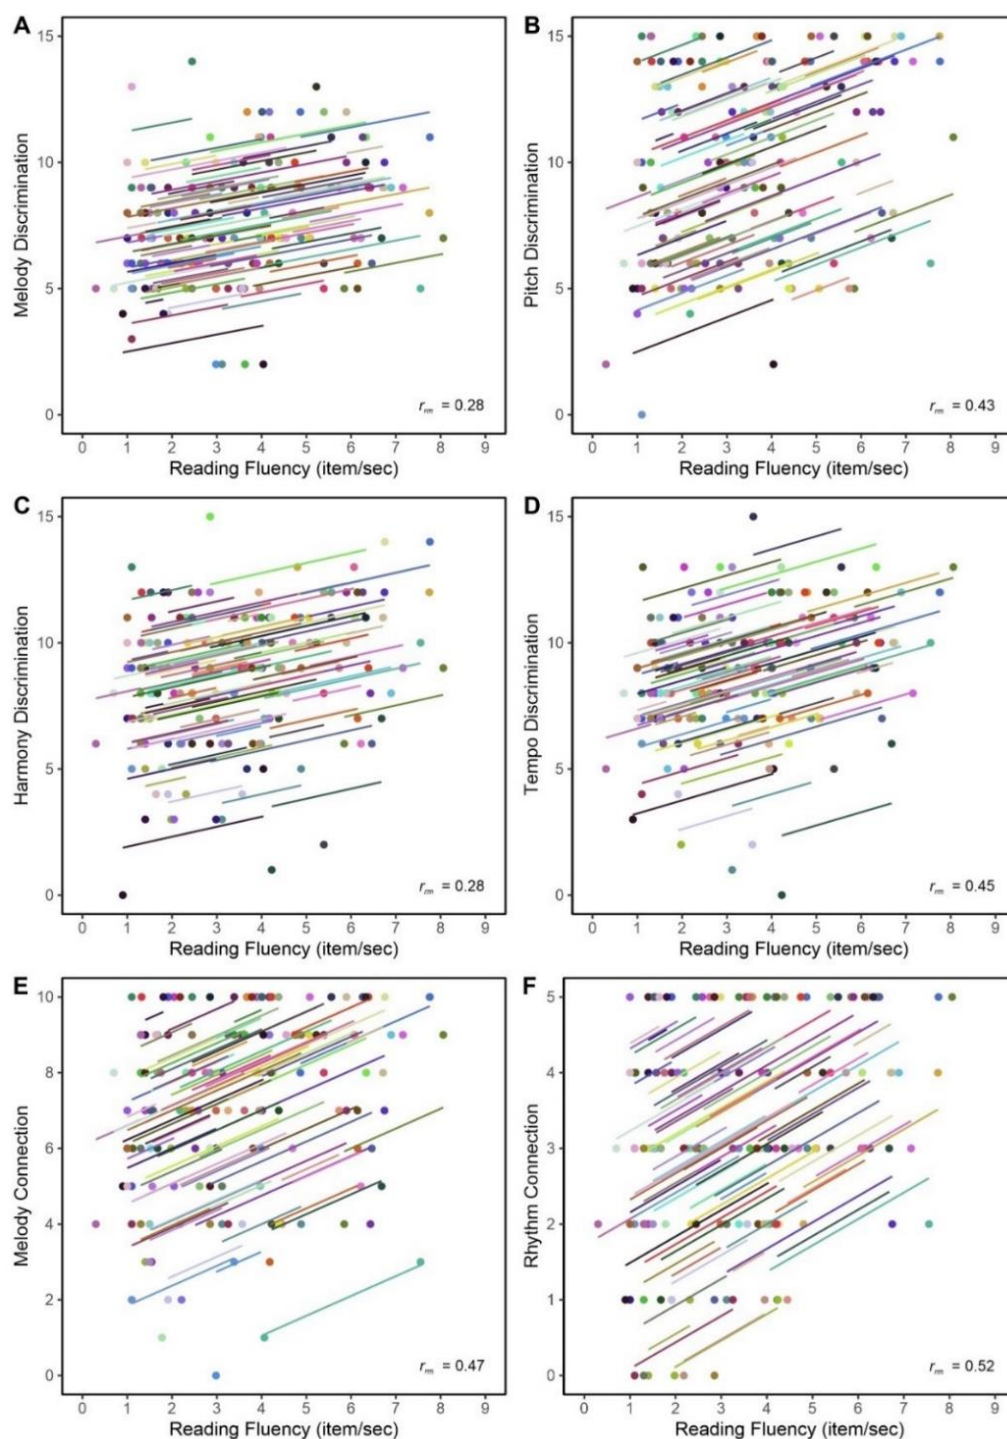 A
B
15
10
5
0
Melody Discrimination
0 1 2 3 4 5 6 7 8 9
Reading Fluency (item/sec)
rrm = 0.28
15
10
5
0
Pitch Discrimination
0 1 2 3 4 5 6 7 8 9
Reading Fluency (item/sec)
rrm = 0.43
C
D
15
10
5
0
Harmony Discrimination
0 1 2 3 4 5 6 7 8 9
Reading Fluency (item/sec)
rrm = 0.28
15
10
5
0
Tempo Discrimination
0 1 2 3 4 5 6 7 8 9
Reading Fluency (item/sec)
rrm = 0.45
E
F
10
8
6
4
2
0
Melody Connection
0 1 2 3 4 5 6 7 8 9
Reading Fluency (item/sec)
rrm = 0.47
5
4
3
2
1
0
Rhythm Connection
0 1 2 3 4 5 6 7 8 9
Reading Fluency (item/sec)
rrm = 0.52